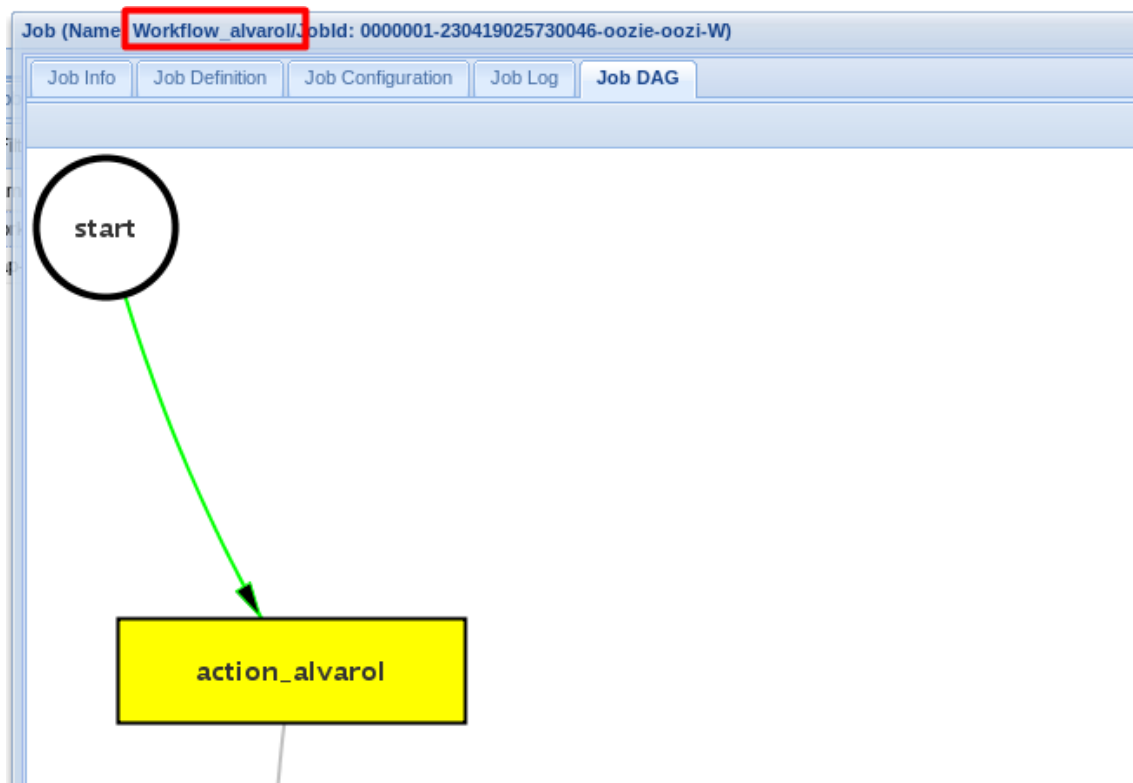 Job (Name: Workflow_alvarol/JobId: 0000001-230419025730046-oozie-oozi-W)
Job Info Job Definition Job Configuration Job Log Job DAG
start
action_alvarol